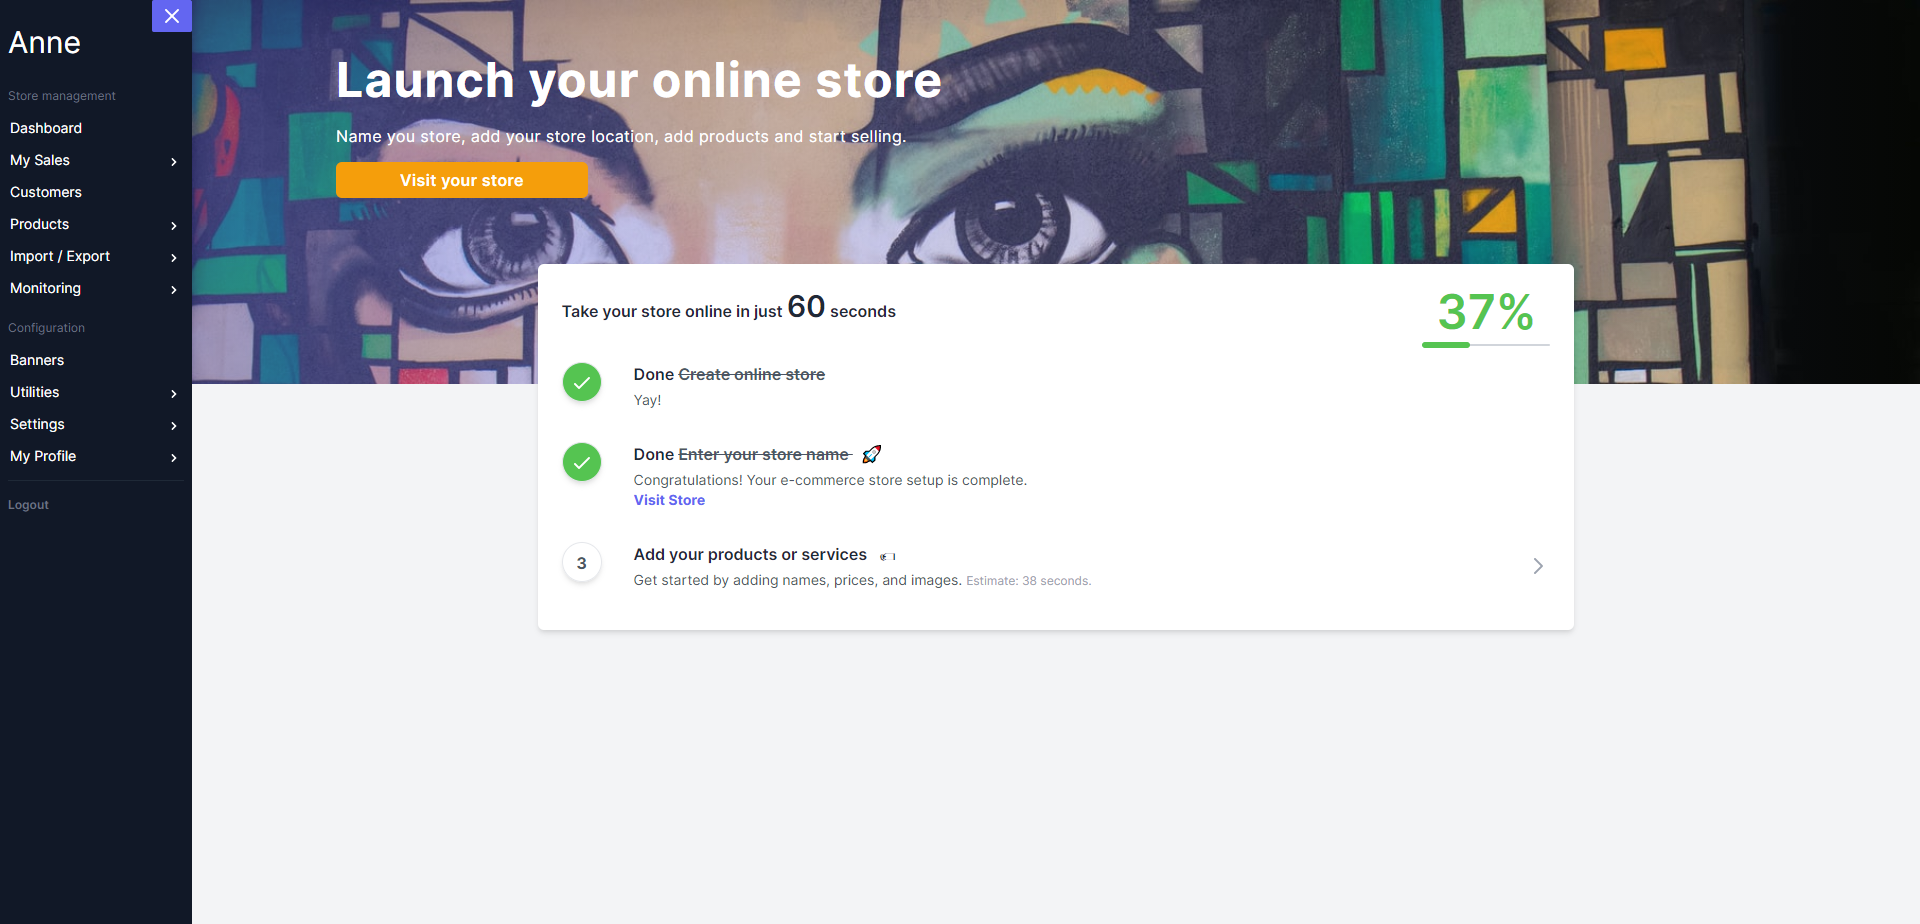 Anne
Store management
Dashboard
My Sales
Customers
Products
Import / Export
Monitoring
Configuration
Banners
Utilities
Settings
My Profile
Logout
Launch your online store
Name you store, add your store location, add products and start selling.
Visit your store
Take your store online in just 60 seconds
37%
Done Create online store
Yay!
Done Enter your store name
Congratulations! Your e-commerce store setup is complete.
Visit Store
3
Add your products or services
Get started by adding names, prices, and images. Estimate: 38 seconds.